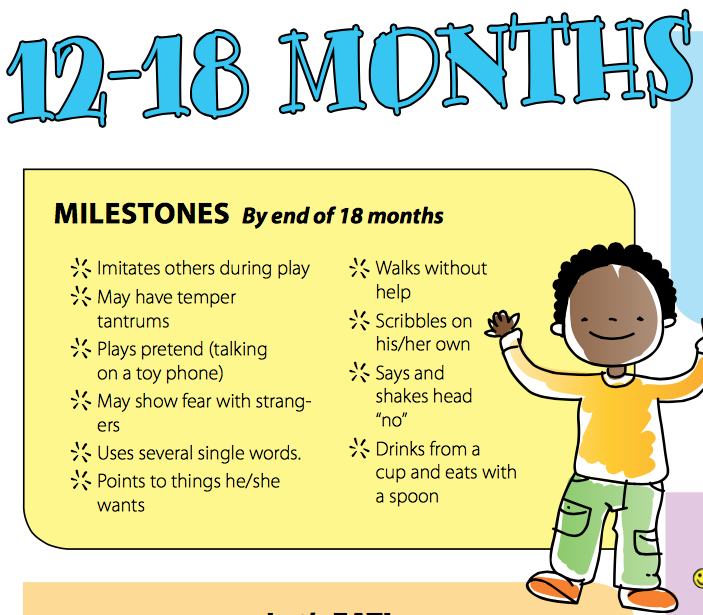 12-18 MONTHS
MILESTONES By end of 18 months
Imitates others during play
May have temper
tantrums
Plays pretend (talking
on a toy phone)
May show fear with strang-
ers
Uses several single words.
Points to things he/she
wants
Walks without
help
Scribbles on
his/her own
Says and
shakes head
“no”
Drinks from a
cup and eats with
a spoon